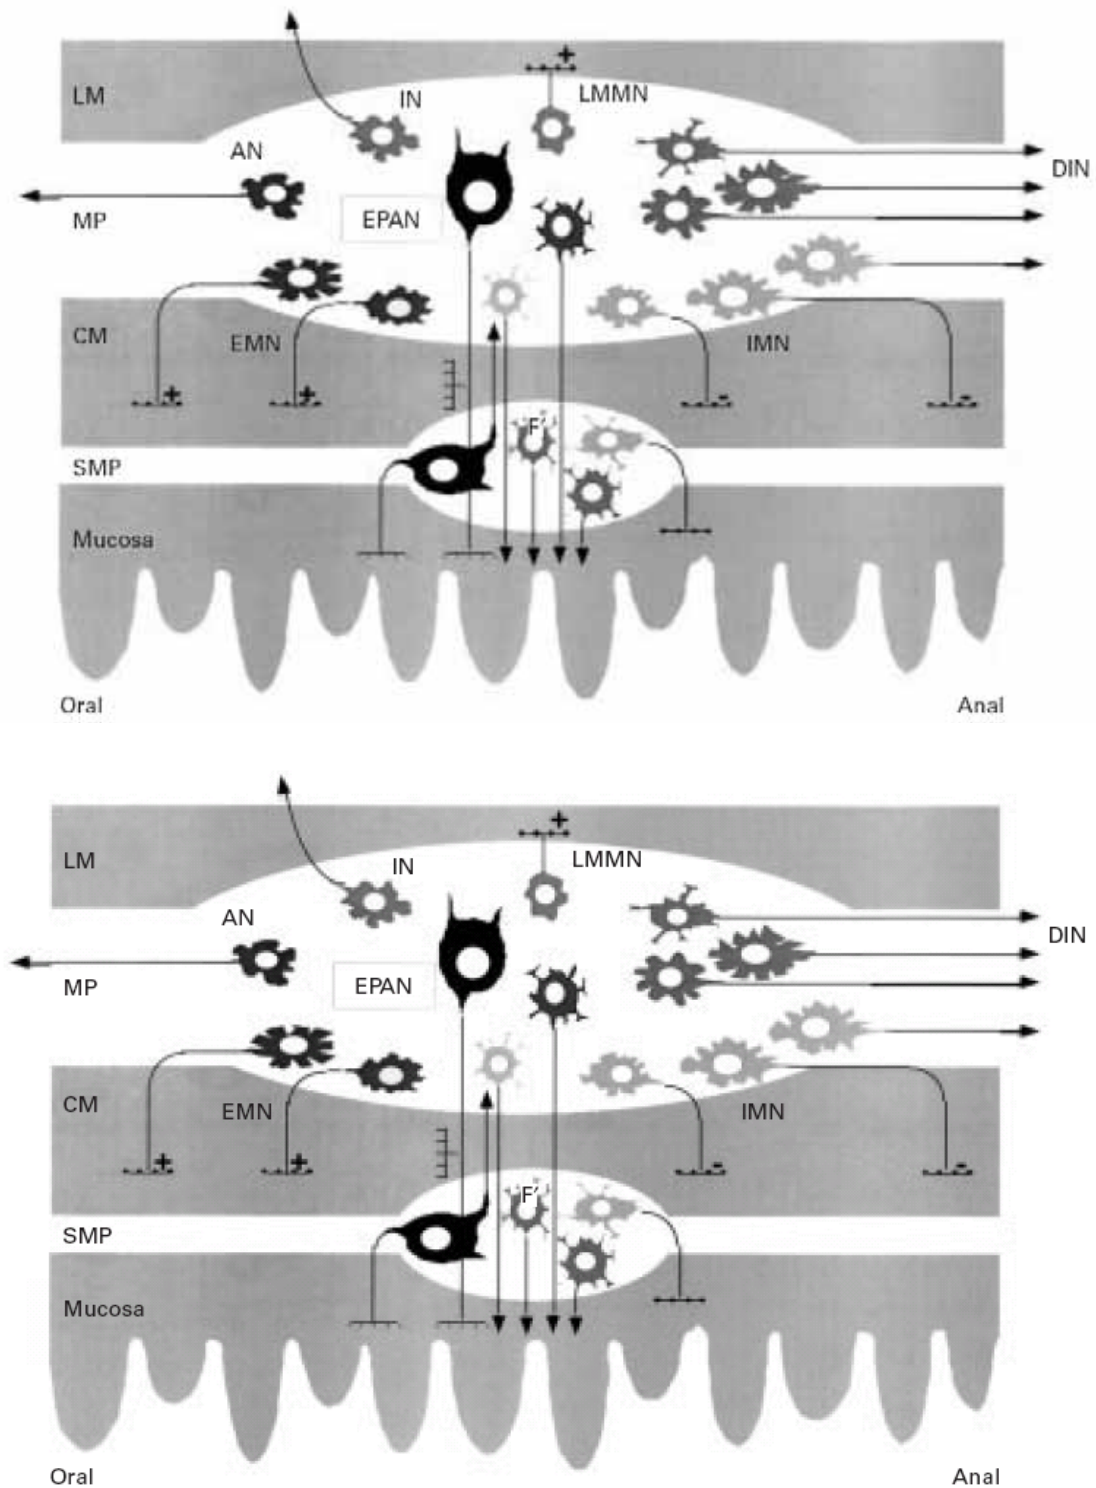 +
LM
IN
LMMN
AN
DIN
MP
EPAN
CM
EMN
IMN
+
+
-
-
F′
SMP
Mucosa
Oral
Anal
+
LM
IN
LMMN
AN
DIN
MP
EPAN
CM
EMN
IMN
+
+
-
-
F′
SMP
Mucosa
Oral
Anal